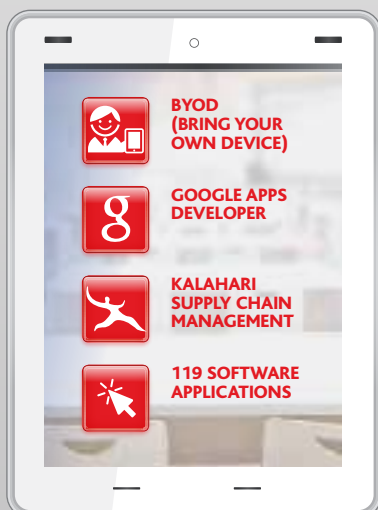 BYOD
(BRING YOUR
OWN DEVICE)
g
GOOGLE APPS
DEVELOPER
KALAHARI
SUPPLY CHAIN
MANAGEMENT
119 SOFTWARE
APPLICATIONS